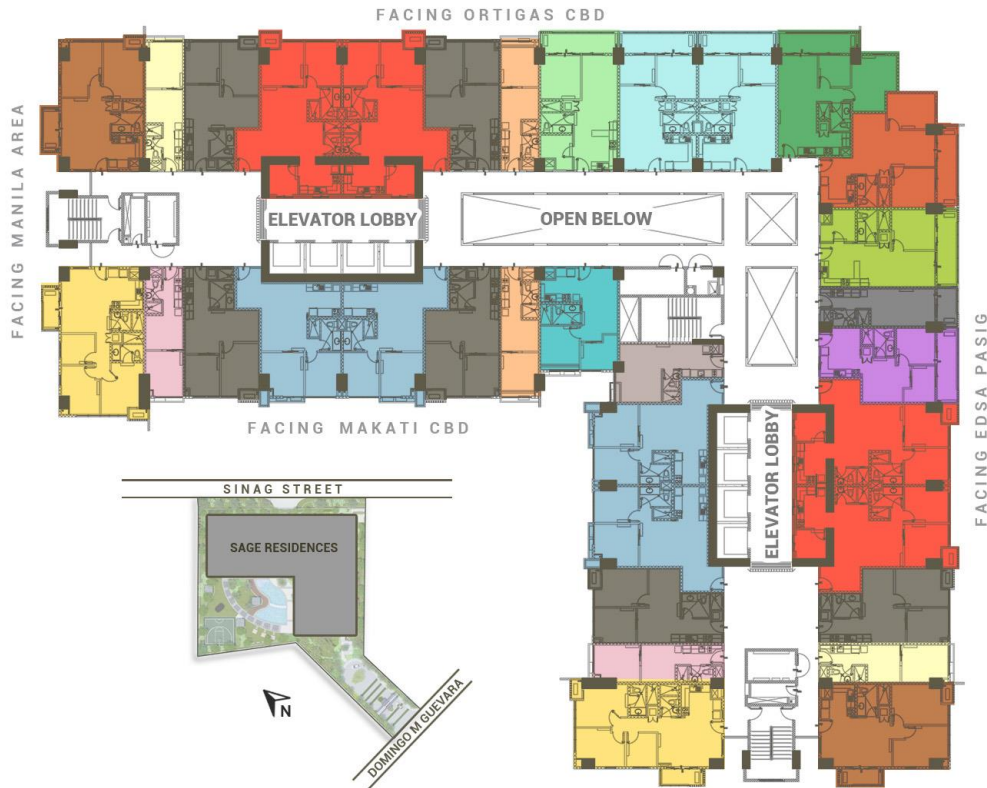 FACING ORTIGAS CBD
FACING MANILA AREA
ELEVATOR LOBBY
OPEN BELOW
FACING EDSA PASIG
FACING MAKATI CBD
ELEVATOR LOBBY
SINAG STREET
SAGE RESIDENCES
N
DOMINGO M GUEVARA